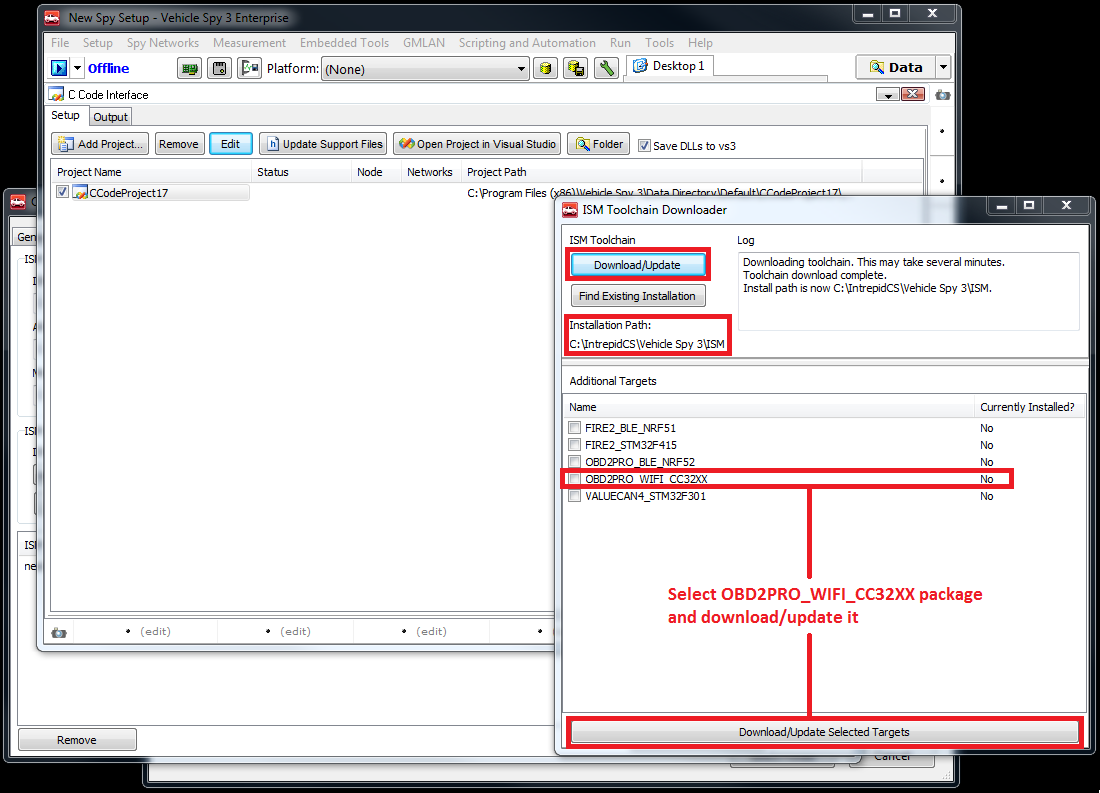 New Spy Setup - Vehicle Spy 3 Enterprise
File Setup Spy Networks Measurement Embedded Tools GMLAN Scripting and Automation Run Tools Help
Offline Platform: (None) Desktop 1 Data
C Code Interface
Setup Output
Add Project... Remove Edit Update Support Files Open Project in Visual Studio Folder Save DLLs to vs3
Project Name Status Node Networks Project Path
CCodeProject17 C:\Program Files (x86)\Vehicle Spy 3\Data Directory\Default\CCodeProject17\
ISM Toolchain Downloader
ISM Toolchain
Download/Update
Find Existing Installation
Installation Path:
C:\IntrepidCS\Vehicle Spy 3\ISM
Log
Downloading toolchain. This may take several minutes.
Toolchain download complete.
Install path is now C:\IntrepidCS\Vehicle Spy 3\ISM.
Additional Targets
Name Currently Installed?
FIRE2_BLE_NRF51 No
FIRE2_STM32F415 No
OBD2PRO_BLE_NRF52 No
OBD2PRO_WIFI_CC32XX No
VALUECAN4_STM32F301 No
Select OBD2PRO_WIFI_CC32XX package
and download/update it
Download/Update Selected Targets
(edit) (edit) (edit)
Remove
Cancel